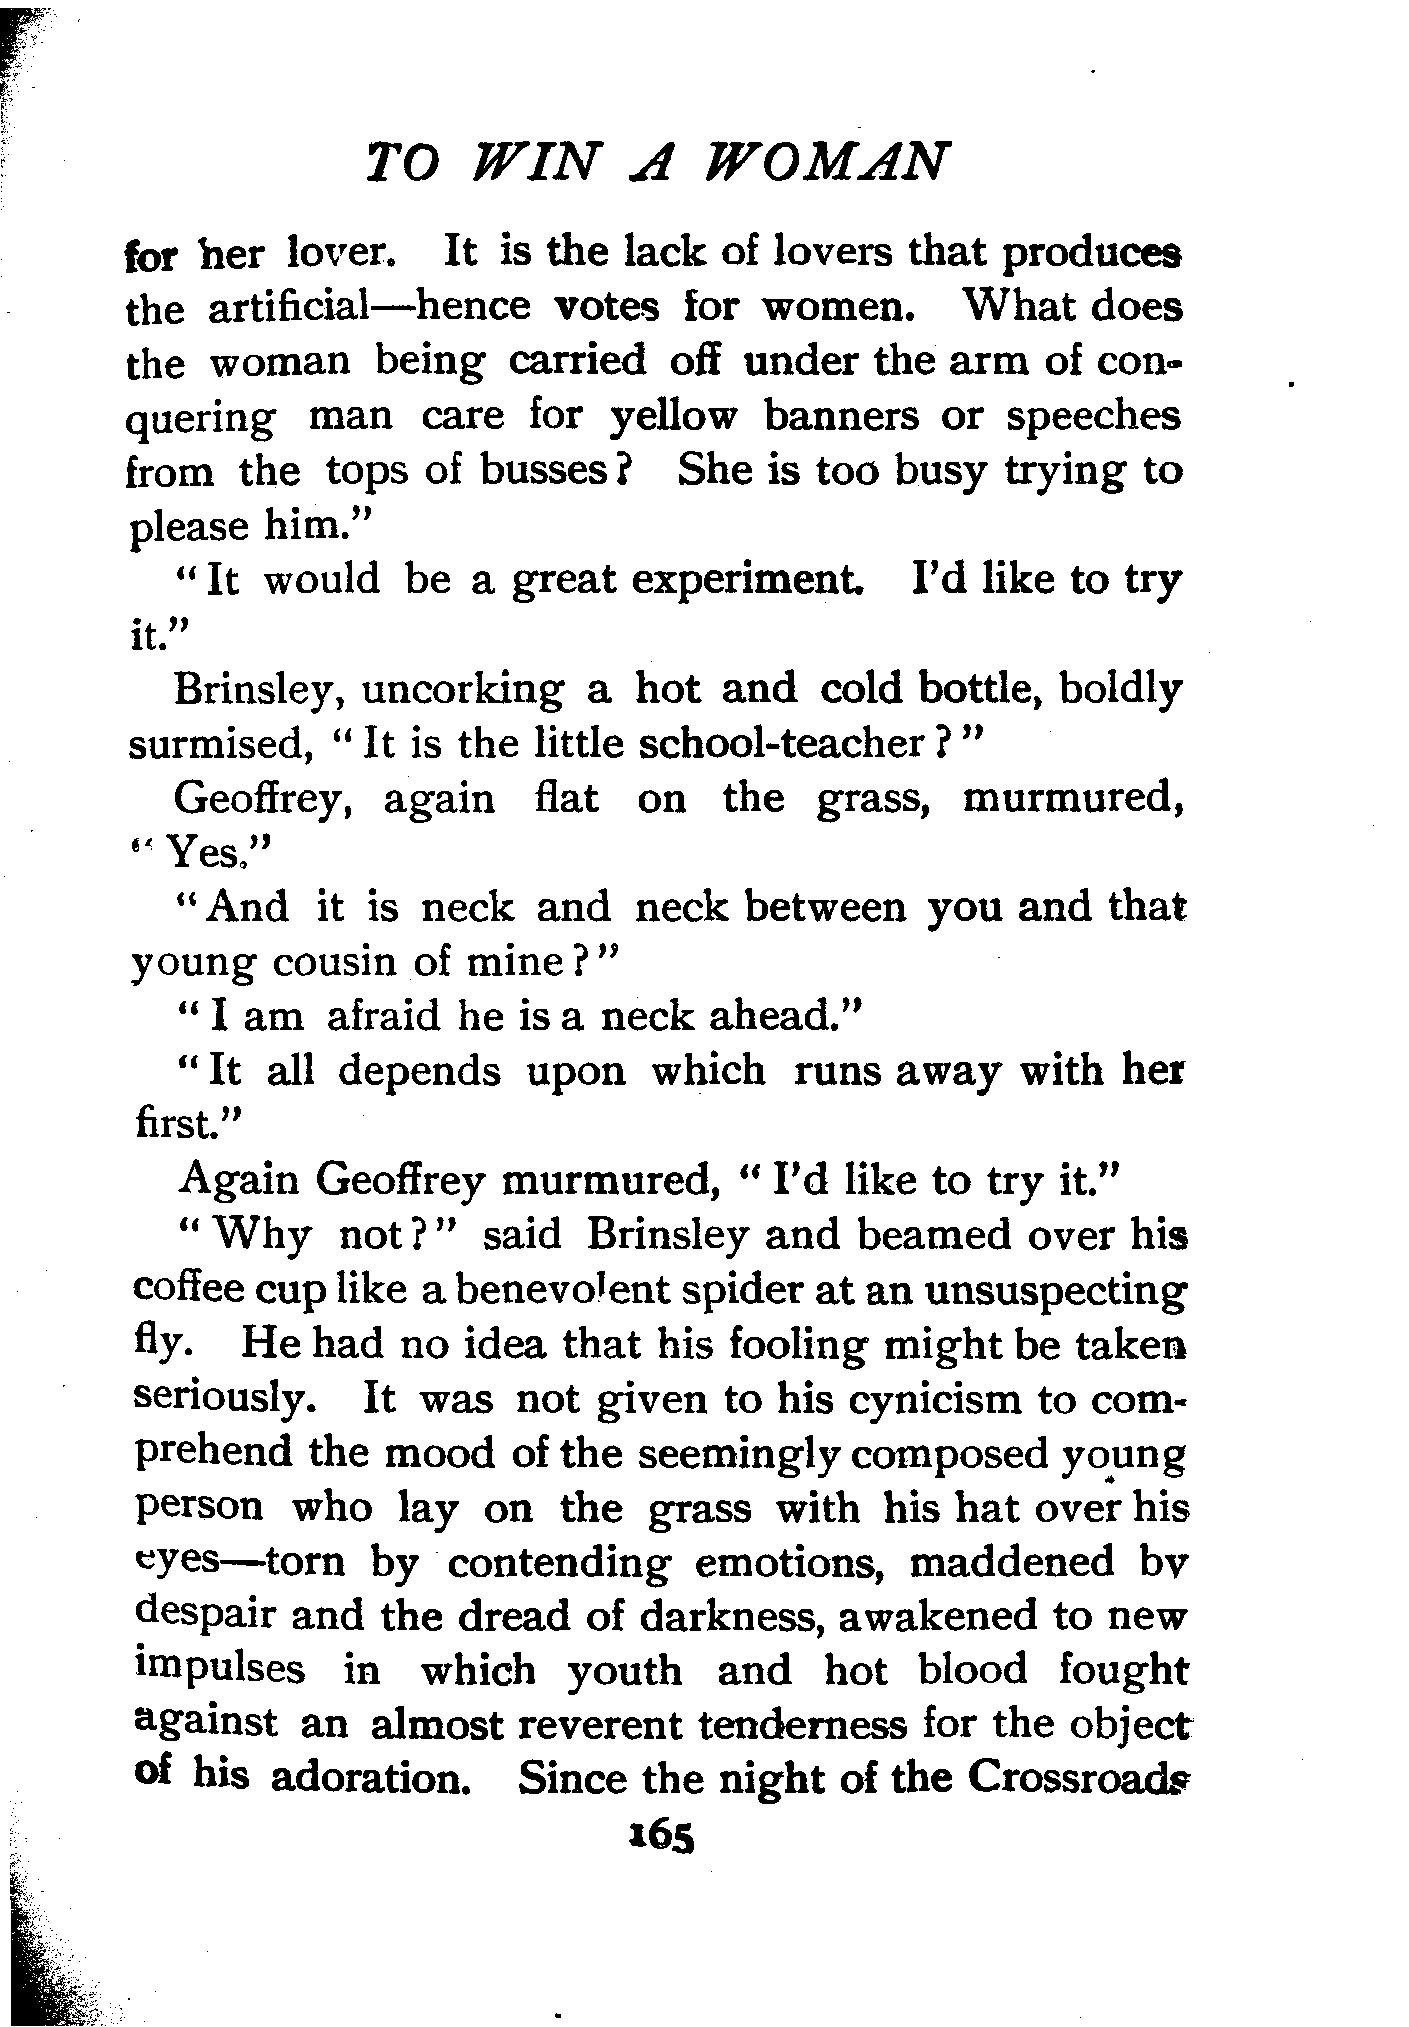 TO WIN A WOMAN
for her lover. It is the lack of lovers that produces
the artificial—hence votes for women. What does
the woman being carried off under the arm of con-
quering man care for yellow banners or speeches
from the tops of busses? She is too busy trying to
please him."
"It would be a great experiment. I'd like to try
it."
Brinsley, uncorking a hot and cold bottle, boldly
surmised, "It is the little school-teacher?"
Geoffrey, again flat on the grass, murmured,
"Yes."
"And it is neck and neck between you and that
young cousin of mine?"
"I am afraid he is a neck ahead."
"It all depends upon which runs away with her
first."
Again Geoffrey murmured, "I'd like to try it."
"Why not?" said Brinsley and beamed over his
coffee cup like a benevolent spider at an unsuspecting
fly. He had no idea that his fooling might be taken
seriously. It was not given to his cynicism to com-
prehend the mood of the seemingly composed young
person who lay on the grass with his hat over his
eyes—torn by contending emotions, maddened by
despair and the dread of darkness, awakened to new
impulses in which youth and hot blood fought
against an almost reverent tenderness for the object
of his adoration. Since the night of the Crossroads
165